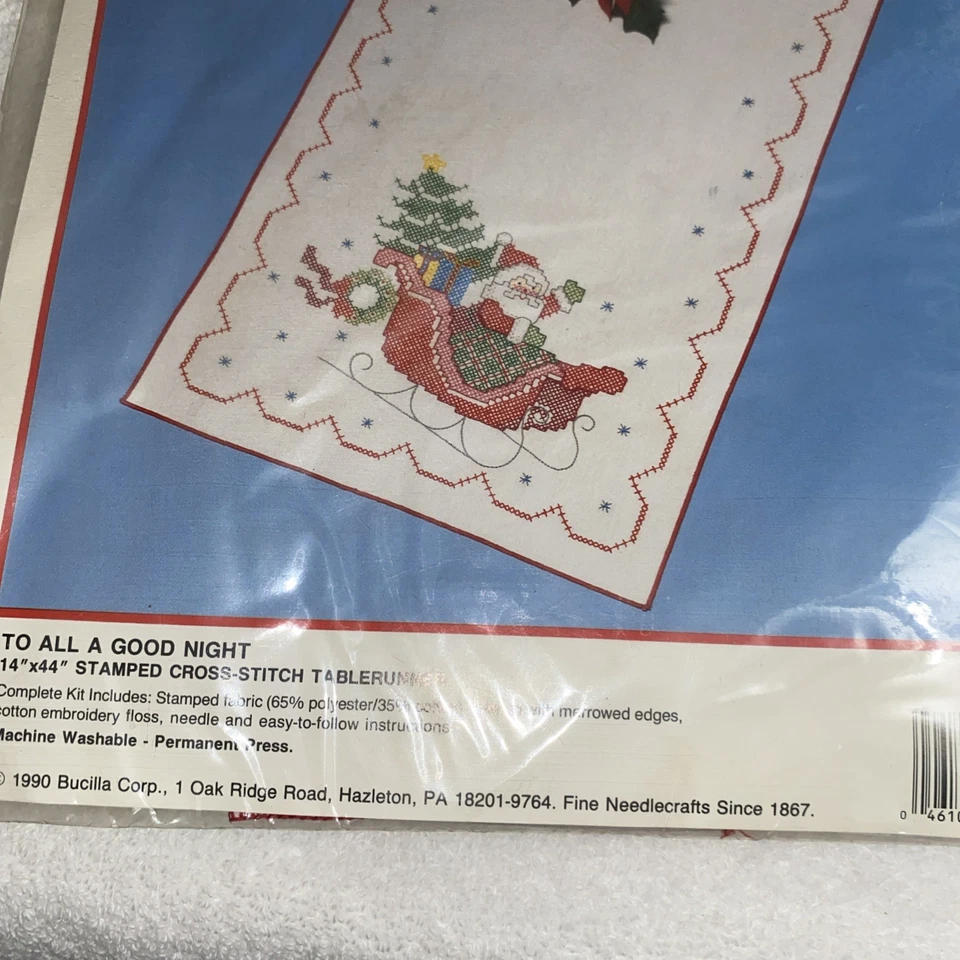 TO ALL A GOOD NIGHT
14"x44" STAMPED CROSS-STITCH TABLERUNNER
Complete Kit Includes: Stamped fabric (65% polyester/35% with merrowed edges,
cotton embroidery floss, needle and easy-to-follow instructions
Machine Washable - Permanent Press.
© 1990 Bucilla Corp., 1 Oak Ridge Road, Hazleton, PA 18201-9764. Fine Needlecrafts Since 1867.
0 4610